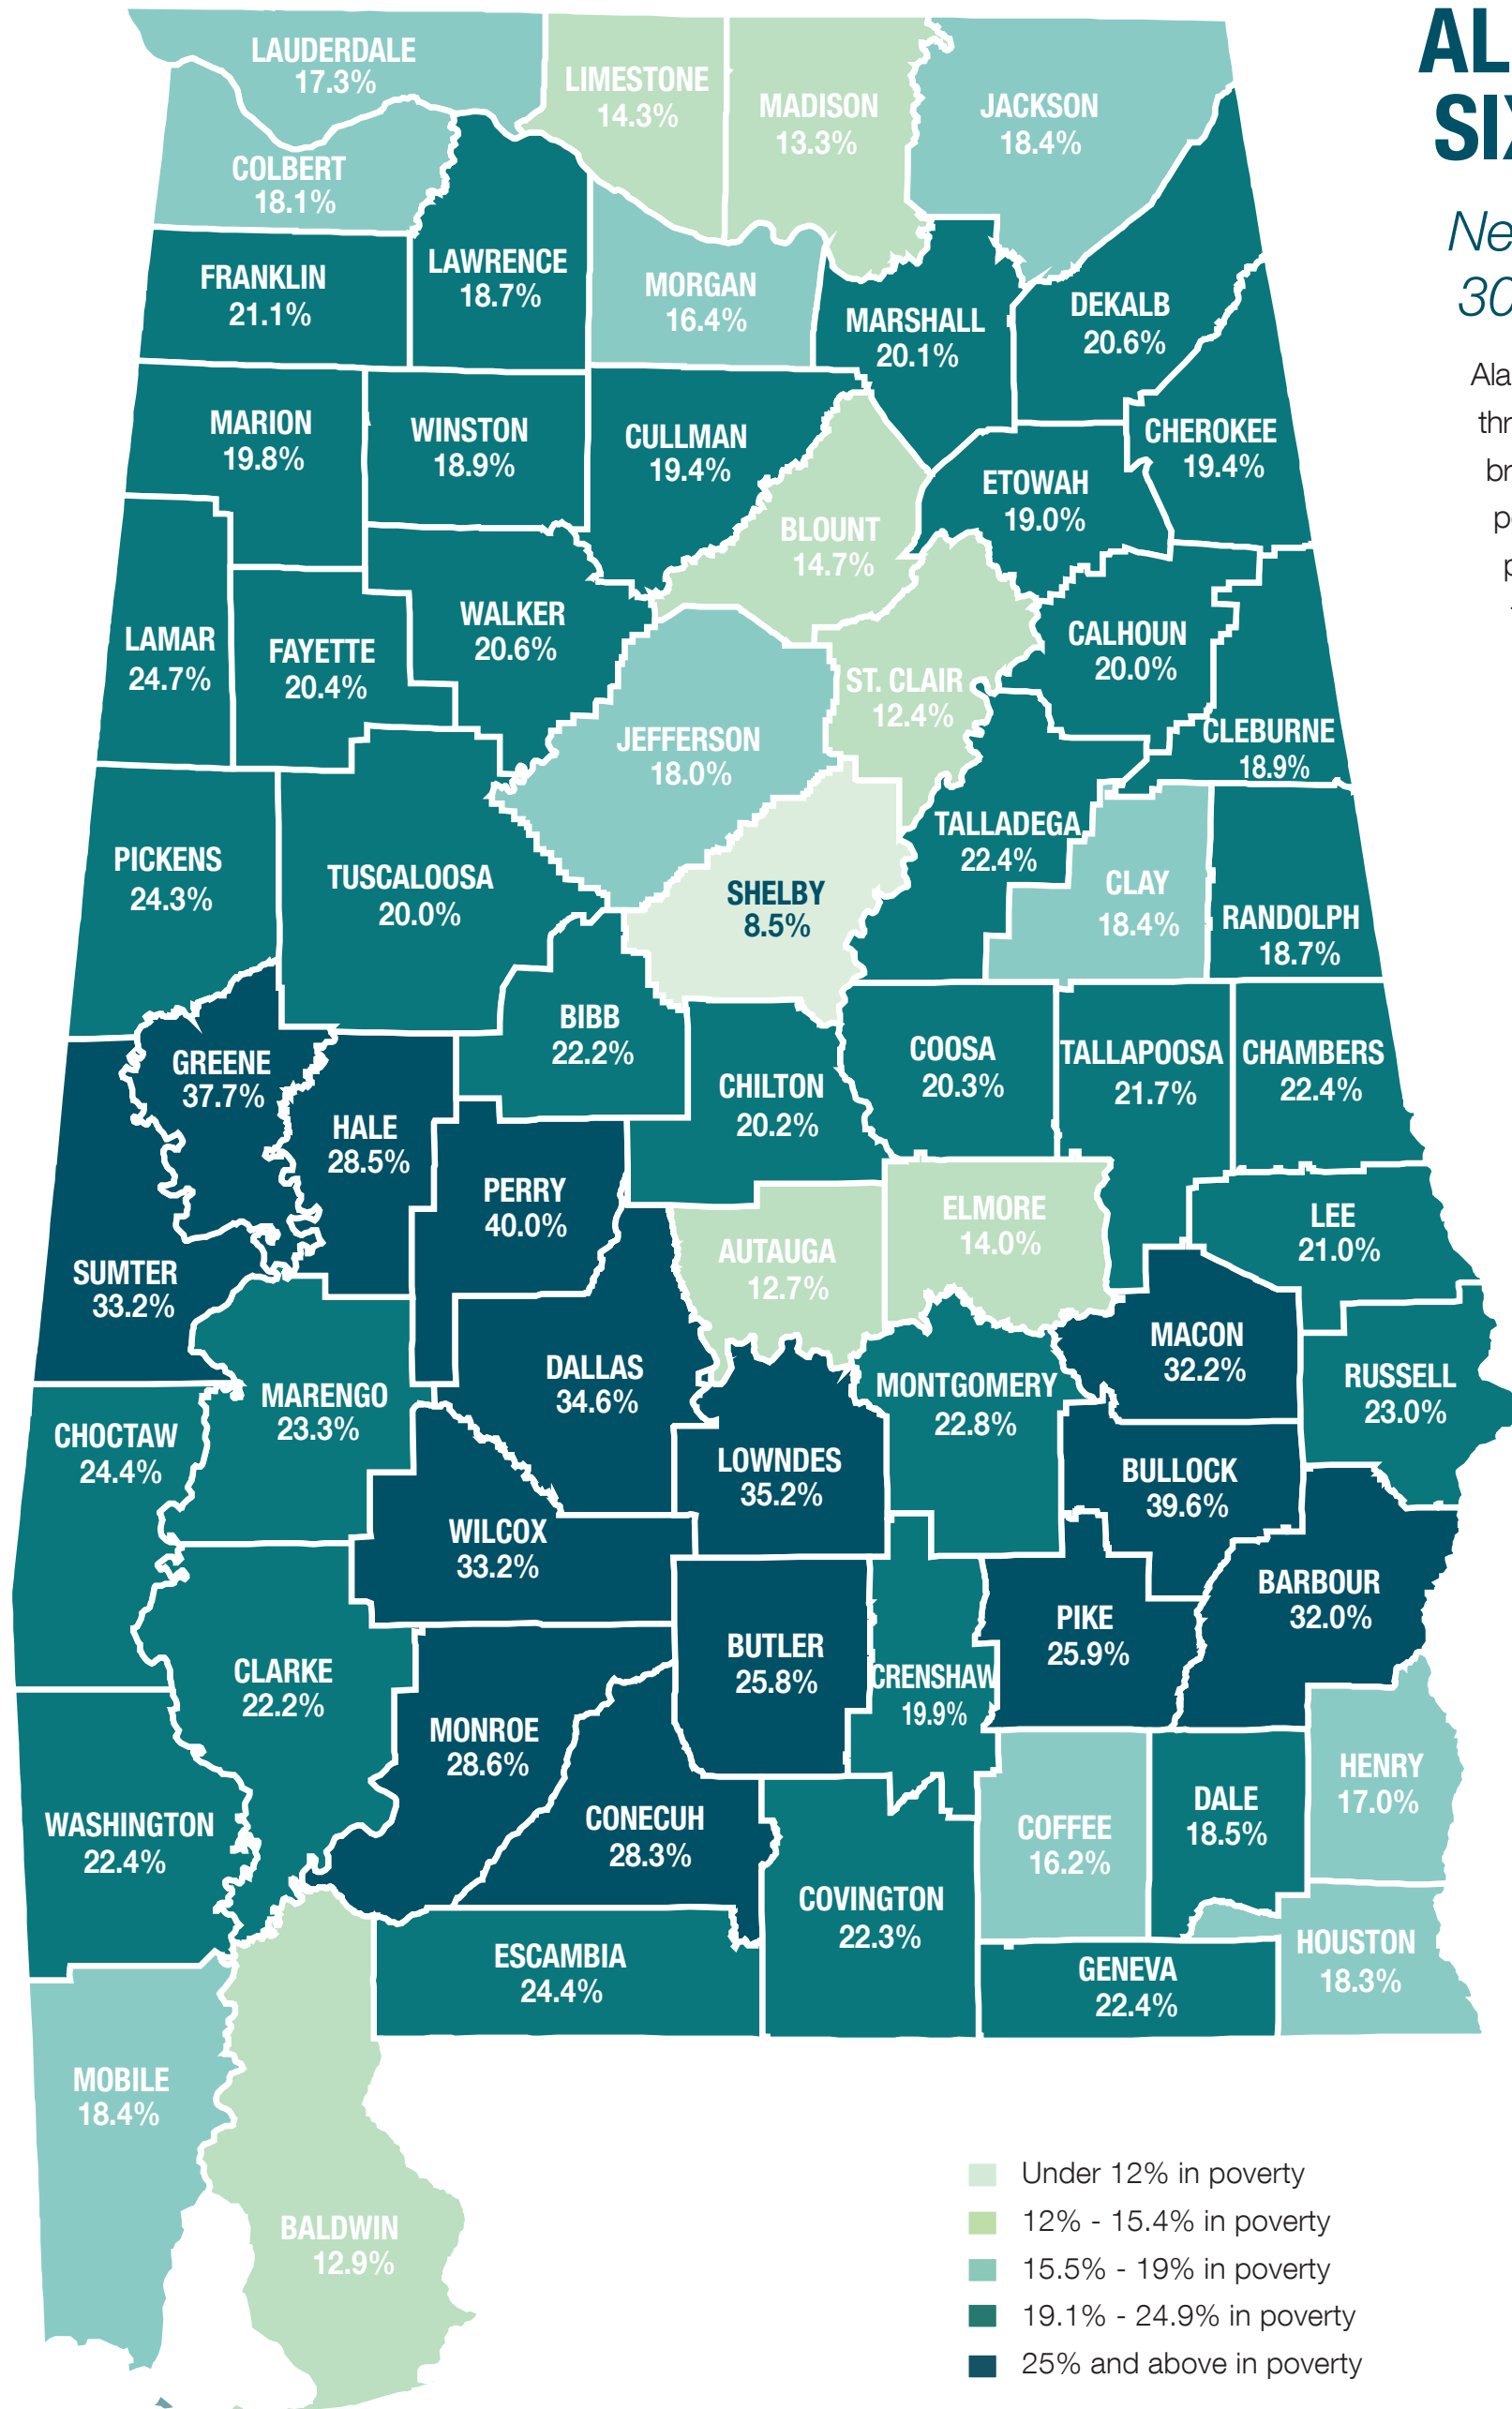 AL
SIX
Ne
30
Ala
thr
br
p
p
LAUDERDALE
17.3%
LIMESTONE
14.3%
MADISON
13.3%
JACKSON
18.4%
COLBERT
18.1%
FRANKLIN
21.1%
LAWRENCE
18.7%
MORGAN
16.4%
MARSHALL
20.1%
DEKALB
20.6%
MARION
19.8%
WINSTON
18.9%
CULLMAN
19.4%
CHEROKEE
19.4%
ETOWAH
19.0%
BLOUNT
14.7%
WALKER
20.6%
LAMAR
24.7%
FAYETTE
20.4%
CALHOUN
20.0%
ST. CLAIR
12.4%
JEFFERSON
18.0%
CLEBURNE
18.9%
TALLADEGA
22.4%
PICKENS
24.3%
TUSCALOOSA
20.0%
SHELBY
8.5%
CLAY
18.4%
RANDOLPH
18.7%
BIBB
22.2%
GREENE
37.7%
HALE
28.5%
CHILTON
20.2%
COOSA
20.3%
TALLAPOOSA
21.7%
CHAMBERS
22.4%
PERRY
40.0%
SUMTER
33.2%
AUTAUGA
12.7%
ELMORE
14.0%
LEE
21.0%
MACON
32.2%
DALLAS
34.6%
MARENGO
23.3%
MONTGOMERY
22.8%
RUSSELL
23.0%
CHOCTAW
24.4%
LOWNDES
35.2%
BULLOCK
39.6%
WILCOX
33.2%
BARBOUR
32.0%
PIKE
25.9%
BUTLER
25.8%
CRENSHAW
19.9%
CLARKE
22.2%
MONROE
28.6%
CONECUH
28.3%
WASHINGTON
22.4%
COFFEE
16.2%
DALE
18.5%
HENRY
17.0%
COVINGTON
22.3%
ESCAMBIA
24.4%
GENEVA
22.4%
HOUSTON
18.3%
MOBILE
18.4%
BALDWIN
12.9%
Under 12% in poverty
12% - 15.4% in poverty
15.5% - 19% in poverty
19.1% - 24.9% in poverty
25% and above in poverty